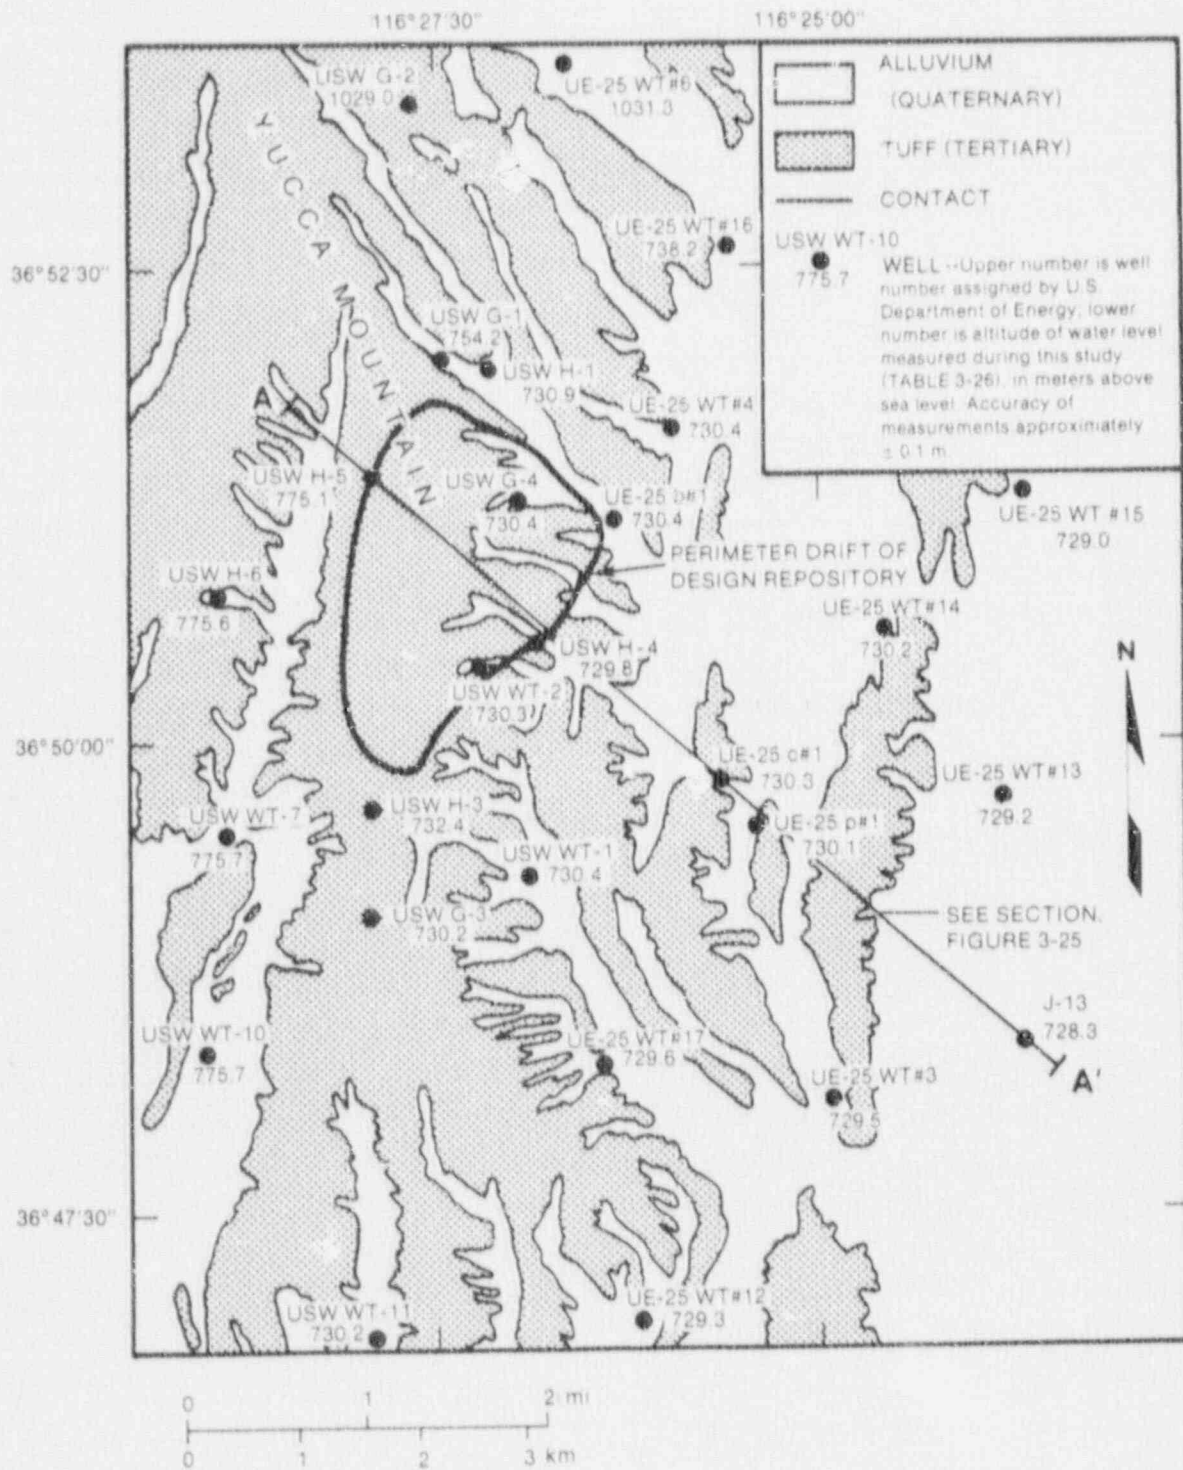 116°27'30"
116°25'00"
USW G-2
1029.0
UE-25 WT#6
1031.3
ALLUVIUM
(QUATERNARY)
TUFF (TERTIARY)
CONTACT
USW WT-10
775.7
WELL--Upper number is well
number assigned by U.S.
Department of Energy, lower
number is altitude of water level
measured during this study
(TABLE 3-26), in meters above
sea level. Accuracy of
measurements approximately
± 0.1 m.
YUCCA MOUNTAIN
UE-25 WT#16
738.2
36°52'30"
USW G-1
754.2
USW H-1
730.9
A
UE-25 WT#4
730.4
USW H-5
775.1
USW G-4
730.4
UE-25 b#1
730.4
UE-25 WT #15
729.0
PERIMETER DRIFT OF
DESIGN REPOSITORY
USW H-6
775.6
UE-25 WT#14
730.2
USW H-4
729.8
N
USW WT-2
730.3
36°50'00"
UE-25 c#1
730.3
UE-25 WT#13
729.2
USW WT-7
775.7
USW H-3
732.4
UE-25 p#1
730.1
USW WT-1
730.4
USW G-3
730.2
SEE SECTION,
FIGURE 3-25
J-13
728.3
USW WT-10
775.7
UE-25 WT#17
729.6
UE-25 WT#3
729.5
A'
36°47'30"
USW WT-11
730.2
UE-25 WT#12
729.3
0 1 2 mi
0 1 2 3 km